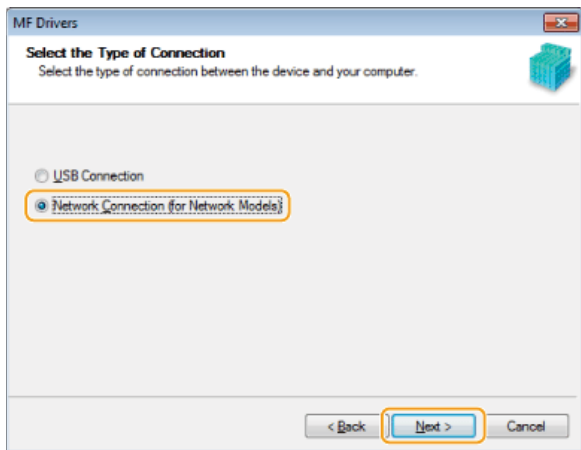 MF Drivers
Select the Type of Connection
Select the type of connection between the device and your computer.
USB Connection
Network Connection (for Network Models)
< Back
Next >
Cancel